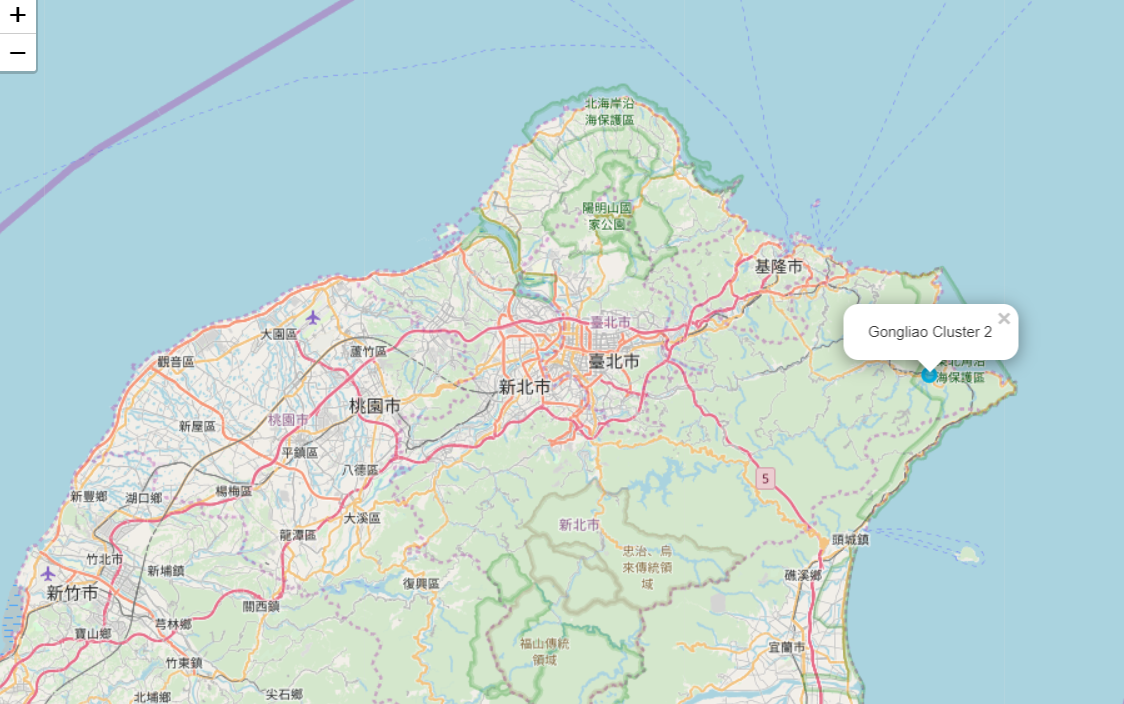 +
−
北海岸沿
海保護區
陽明山國
家公園
基隆市
大園區
臺北市
Gongliao Cluster 2
×
蘆竹區
觀音區
臺北市
海保護區
新北市
桃園市
桃園市
新屋區
平鎮區
八德區
5
楊梅區
新豐鄉
湖口鄉
大溪區
新北市
龍潭區
頭城鎮
忠治、烏
來傳統領
域
竹北市
新埔鎮
復興區
礁溪鄉
新竹市
關西鎮
芎林鄉
寶山鄉
福山傳統
領域
宜蘭市
竹東鎮
北埔鄉
尖石鄉